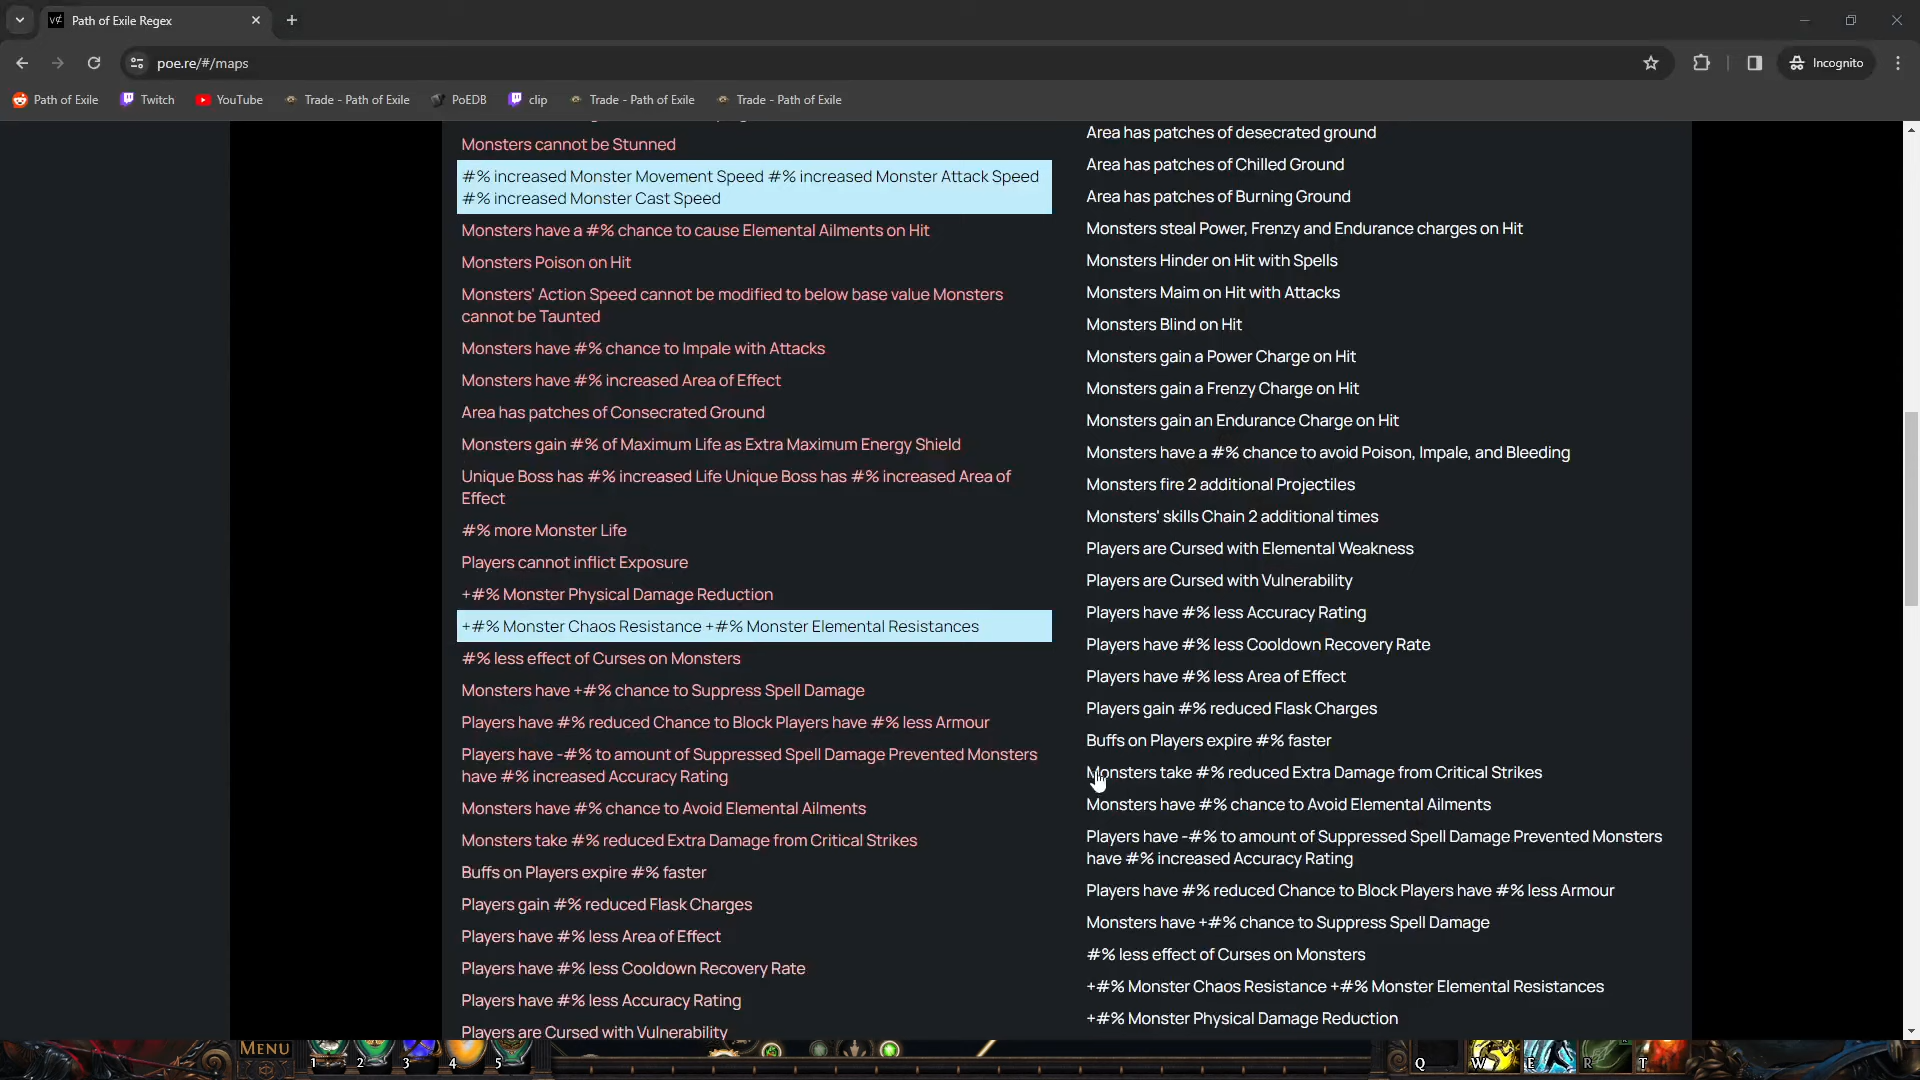 Path of Exile Regex
poe.re/#/maps
Incognito
Path of Exile
Twitch
YouTube
Trade - Path of Exile
PoEDB
clip
Trade - Path of Exile
Trade - Path of Exile
Monsters cannot be Stunned
#% increased Monster Movement Speed #% increased Monster Attack Speed
#% increased Monster Cast Speed
Monsters have a #% chance to cause Elemental Ailments on Hit
Monsters Poison on Hit
Monsters' Action Speed cannot be modified to below base value Monsters
cannot be Taunted
Monsters have #% chance to Impale with Attacks
Monsters have #% increased Area of Effect
Area has patches of Consecrated Ground
Monsters gain #% of Maximum Life as Extra Maximum Energy Shield
Unique Boss has #% increased Life Unique Boss has #% increased Area of
Effect
#% more Monster Life
Players cannot inflict Exposure
+#% Monster Physical Damage Reduction
+#% Monster Chaos Resistance +#% Monster Elemental Resistances
#% less effect of Curses on Monsters
Monsters have +#% chance to Suppress Spell Damage
Players have #% reduced Chance to Block Players have #% less Armour
Players have -#% to amount of Suppressed Spell Damage Prevented Monsters
have #% increased Accuracy Rating
Monsters have #% chance to Avoid Elemental Ailments
Monsters take #% reduced Extra Damage from Critical Strikes
Buffs on Players expire #% faster
Players gain #% reduced Flask Charges
Players have #% less Area of Effect
Players have #% less Cooldown Recovery Rate
Players have #% less Accuracy Rating
Players are Cursed with Vulnerability
Area has patches of desecrated ground
Area has patches of Chilled Ground
Area has patches of Burning Ground
Monsters steal Power, Frenzy and Endurance charges on Hit
Monsters Hinder on Hit with Spells
Monsters Maim on Hit with Attacks
Monsters Blind on Hit
Monsters gain a Power Charge on Hit
Monsters gain a Frenzy Charge on Hit
Monsters gain an Endurance Charge on Hit
Monsters have a #% chance to avoid Poison, Impale, and Bleeding
Monsters fire 2 additional Projectiles
Monsters' skills Chain 2 additional times
Players are Cursed with Elemental Weakness
Players are Cursed with Vulnerability
Players have #% less Accuracy Rating
Players have #% less Cooldown Recovery Rate
Players have #% less Area of Effect
Players gain #% reduced Flask Charges
Buffs on Players expire #% faster
Monsters take #% reduced Extra Damage from Critical Strikes
Monsters have #% chance to Avoid Elemental Ailments
Players have -#% to amount of Suppressed Spell Damage Prevented Monsters
have #% increased Accuracy Rating
Players have #% reduced Chance to Block Players have #% less Armour
Monsters have +#% chance to Suppress Spell Damage
#% less effect of Curses on Monsters
+#% Monster Chaos Resistance +#% Monster Elemental Resistances
+#% Monster Physical Damage Reduction
MENU
1 2 3 4 5
Q W E R T